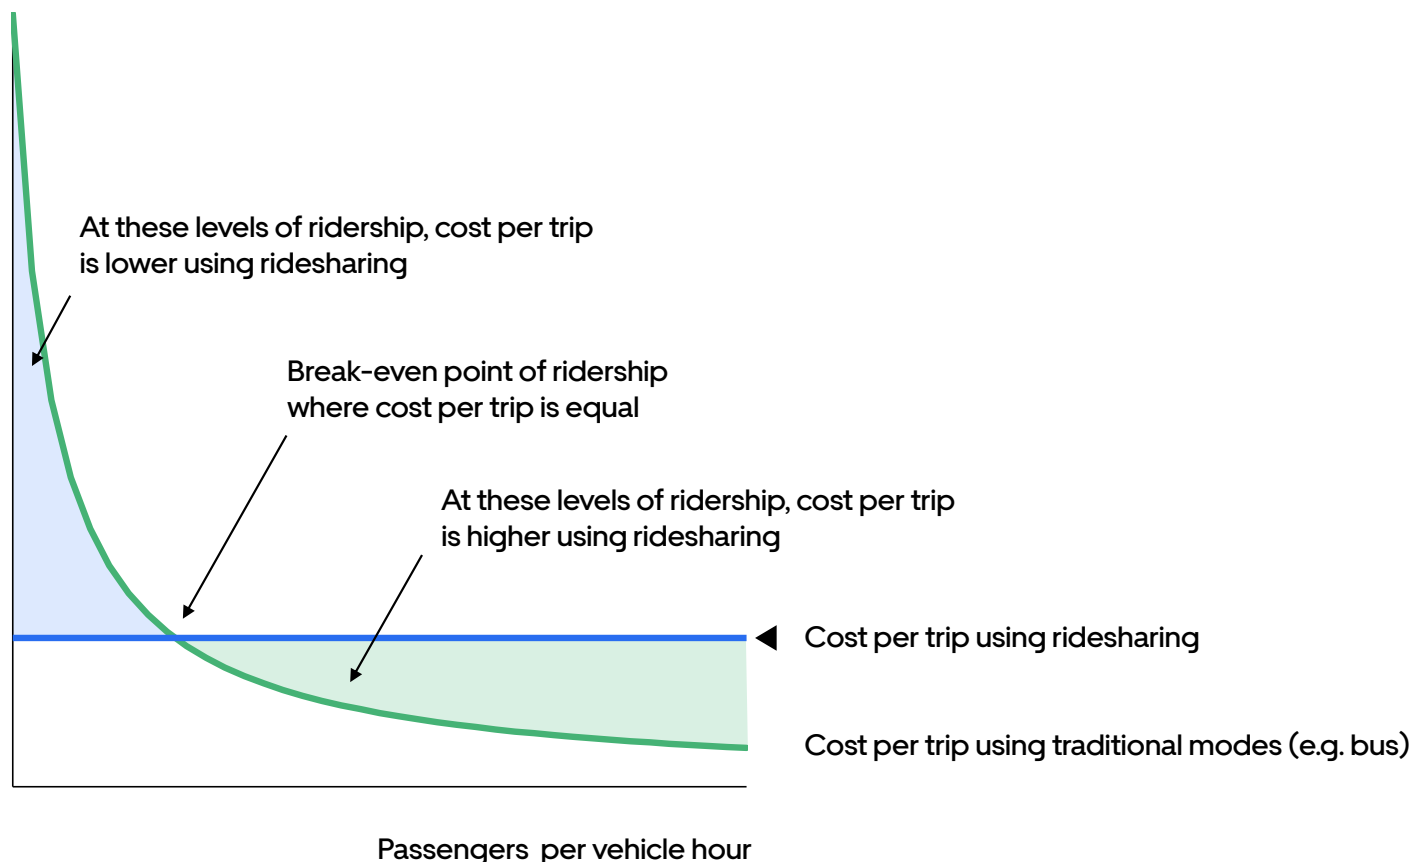 At these levels of ridership, cost per trip
is lower using ridesharing
Break-even point of ridership
where cost per trip is equal
At these levels of ridership, cost per trip
is higher using ridesharing
Cost per trip using ridesharing
Cost per trip using traditional modes (e.g. bus)
Passengers  per vehicle hour